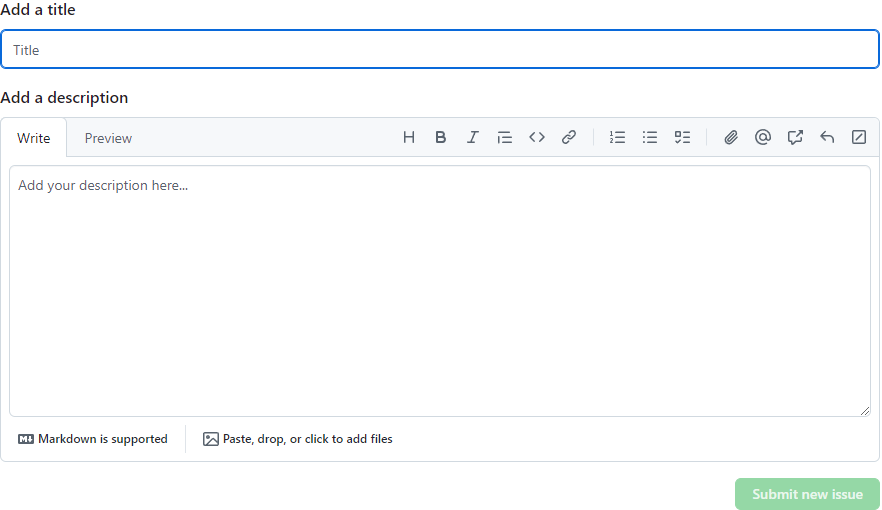 Add a title
Title
Add a description
Write Preview
Add your description here...
Markdown is supported Paste, drop, or click to add files
Submit new issue